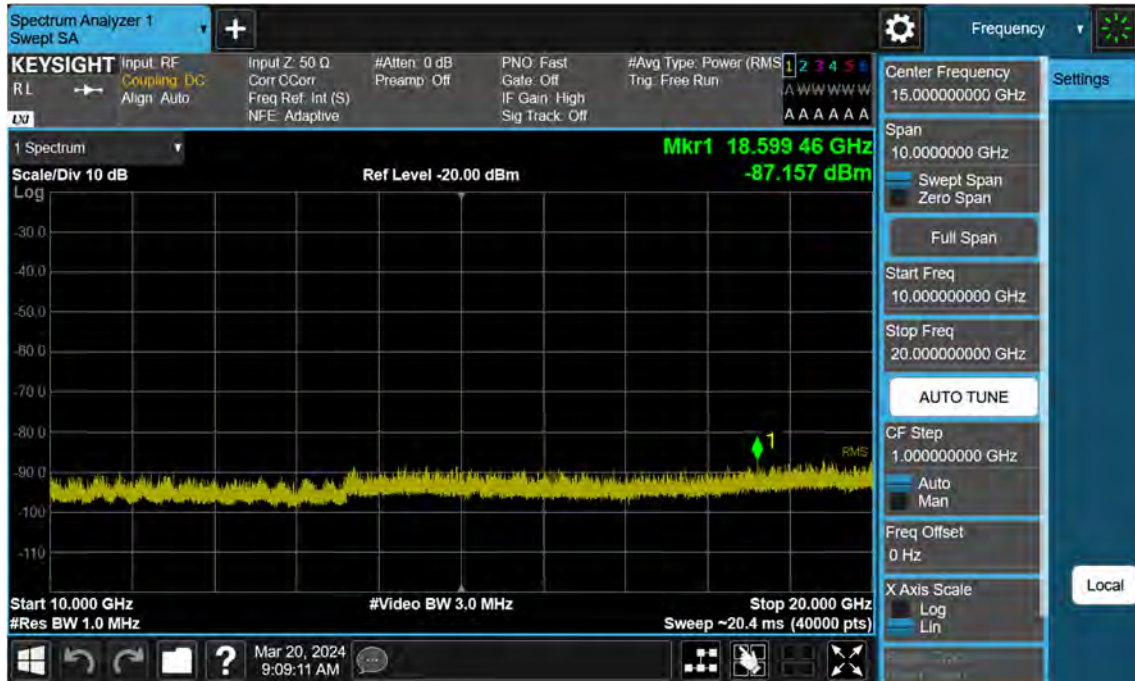 Spectrum Analyzer 1
Swept SA
Frequency
KEYSIGHT
Input: RF
Coupling: DC
Align: Auto
Input Z: 50 Ω
Corr CCorr
Freq Ref: Int (S)
NFE: Adaptive
#Atten: 0 dB
Preamp: Off
PNO: Fast
Gate: Off
IF Gain: High
Sig Track: Off
#Avg Type: Power (RMS
Trig: Free Run
1 2 3 4 5 6
A W W W W W
A A A A A A
R L
LXI
1 Spectrum
Mkr1 18.599 46 GHz
-87.157 dBm
Scale/Div 10 dB
Ref Level -20.00 dBm
Log
-30.0
-40.0
-50.0
-60.0
-70.0
-80.0
-90.0
-100
-110
1
RMS
Start 10.000 GHz
#Video BW 3.0 MHz
Stop 20.000 GHz
#Res BW 1.0 MHz
Sweep ~20.4 ms (40000 pts)
?
Mar 20, 2024
9:09:11 AM
Center Frequency
15.000000000 GHz
Settings
Span
10.0000000 GHz
Swept Span
Zero Span
Full Span
Start Freq
10.000000000 GHz
Stop Freq
20.000000000 GHz
AUTO TUNE
CF Step
1.000000000 GHz
Auto
Man
Freq Offset
0 Hz
X Axis Scale
Log
Lin
Local